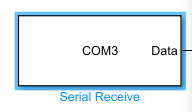 COM3 Data
Serial Receive